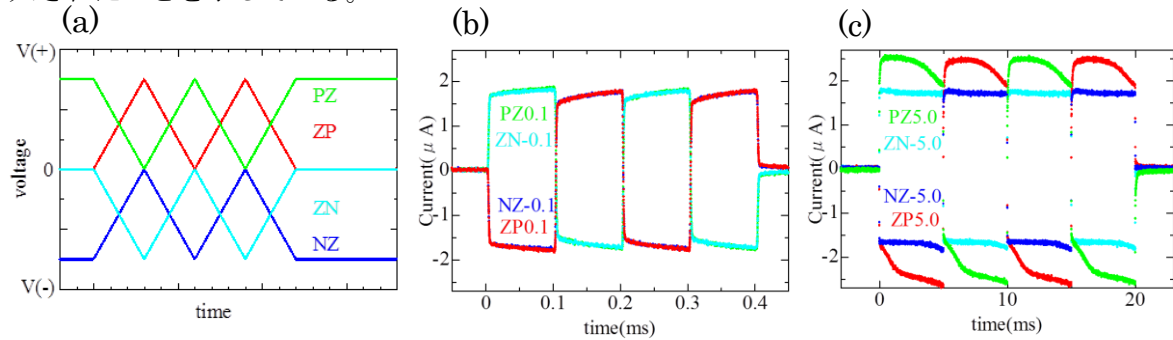 (a)
V(+)
0
V(-)
voltage
time
PZ
ZP
ZN
NZ
(b)
Current( μ A)
2
1
0
-1
-2
PZ0.1
ZN-0.1
NZ-0.1
ZP0.1
0 0.1 0.2 0.3 0.4
time(ms)
(c)
Current( μ A)
2
1
0
-1
-2
PZ5.0
ZN-5.0
NZ-5.0
ZP5.0
0 10 20
time(ms)